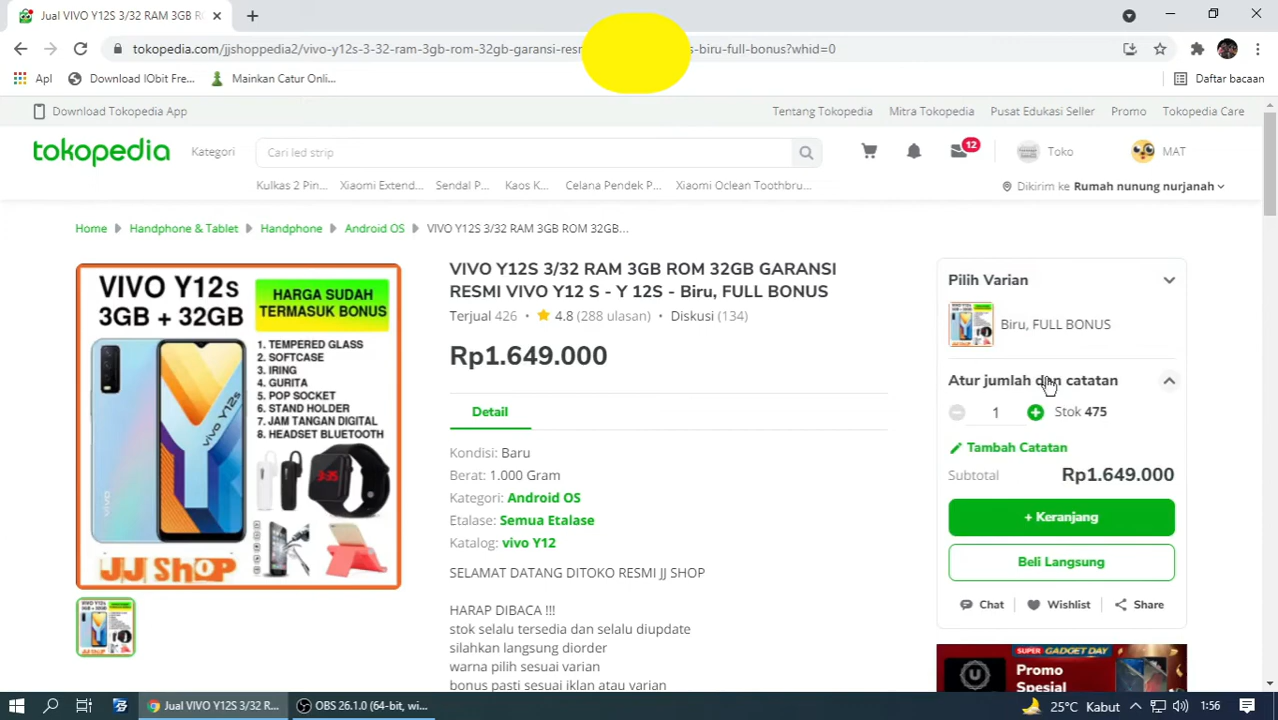 Jual VIVO Y12S 3/32 RAM 3GB RO
tokopedia.com/jjshoppedia2/vivo-y12s-3-32-ram-3gb-rom-32gb-garansi-resm
s-biru-full-bonus?whid=0
Apl
Download IObit Fre...
Mainkan Catur Onli...
Daftar bacaan
Download Tokopedia App
Tentang Tokopedia
Mitra Tokopedia
Pusat Edukasi Seller
Promo
Tokopedia Care
tokopedia
Kategori
Cari led strip
12
Toko
MAT
Kulkas 2 Pin...
Xiaomi Extend...
Sendal P...
Kaos K...
Celana Pendek P...
Xiaomi Oclean Toothbru...
Dikirim ke Rumah nunung nurjanah
Home
Handphone & Tablet
Handphone
Android OS
VIVO Y12S 3/32 RAM 3GB ROM 32GB...
VIVO Y12s
3GB + 32GB
HARGA SUDAH
TERMASUK BONUS
1. TEMPERED GLASS
2. SOFTCASE
3. IRING
4. GURITA
5. POP SOCKET
6. STAND HOLDER
7. JAM TANGAN DIGITAL
8. HEADSET BLUETOOTH
vivo Y12s
3:35
JJ SHOP
VIVO Y12S 3/32 RAM 3GB ROM 32GB GARANSI
RESMI VIVO Y12 S - Y 12S - Biru, FULL BONUS
Terjual 426 • 4.8 (288 ulasan) • Diskusi (134)
Rp1.649.000
Detail
Kondisi: Baru
Berat: 1.000 Gram
Kategori: Android OS
Etalase: Semua Etalase
Katalog: vivo Y12
SELAMAT DATANG DITOKO RESMI JJ SHOP
HARAP DIBACA !!!
stok selalu tersedia dan selalu diupdate
silahkan langsung diorder
warna pilih sesuai varian
bonus pasti sesuai iklan atau varian
Pilih Varian
Biru, FULL BONUS
Atur jumlah dan catatan
1
Stok 475
Tambah Catatan
Subtotal
Rp1.649.000
+ Keranjang
Beli Langsung
Chat
Wishlist
Share
SUPER GADGET DAY
Promo
Spesial
Jual VIVO Y12S 3/32 R...
OBS 26.1.0 (64-bit, wi...
25°C Kabut
1:56